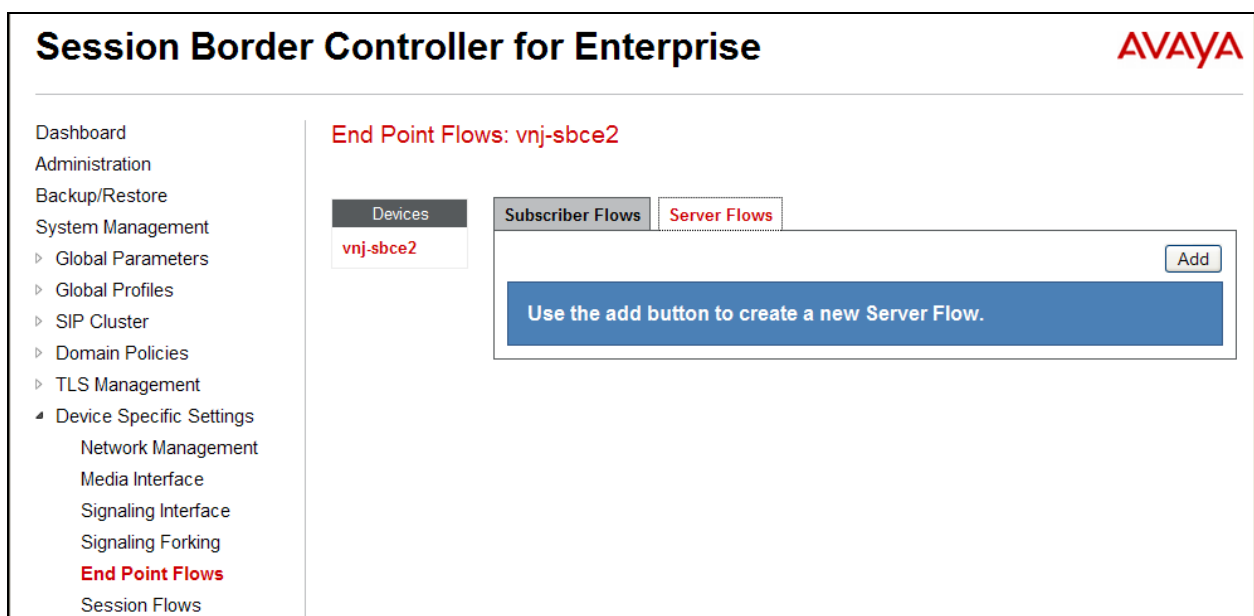 Session Border Controller for Enterprise
AVAYA
Dashboard
Administration
Backup/Restore
System Management
Global Parameters
Global Profiles
SIP Cluster
Domain Policies
TLS Management
Device Specific Settings
Network Management
Media Interface
Signaling Interface
Signaling Forking
End Point Flows
Session Flows
End Point Flows: vnj-sbce2
Devices
vnj-sbce2
Subscriber Flows
Server Flows
Add
Use the add button to create a new Server Flow.